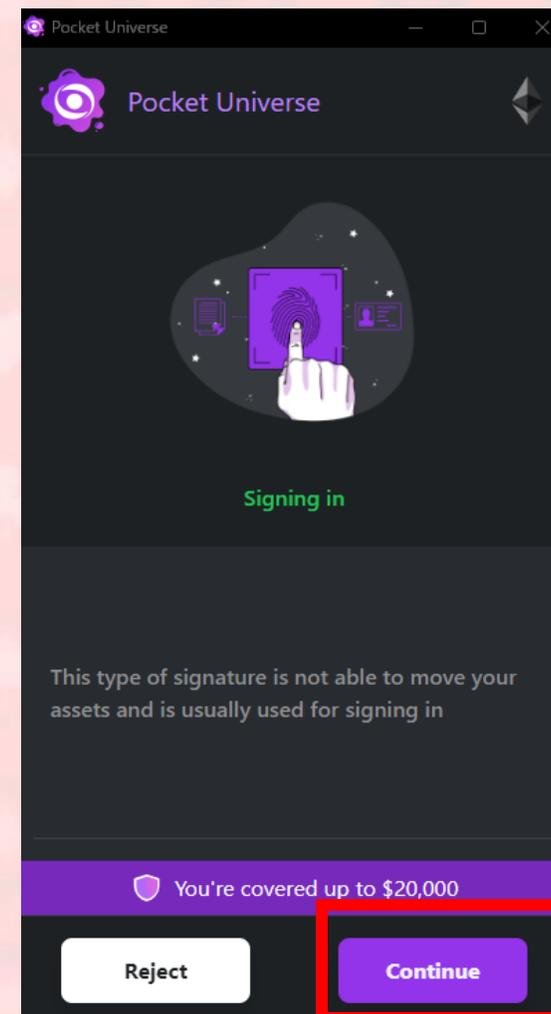 Pocket Universe
Pocket Universe
Signing in
This type of signature is not able to move your
assets and is usually used for signing in
You're covered up to $20,000
Reject
Continue